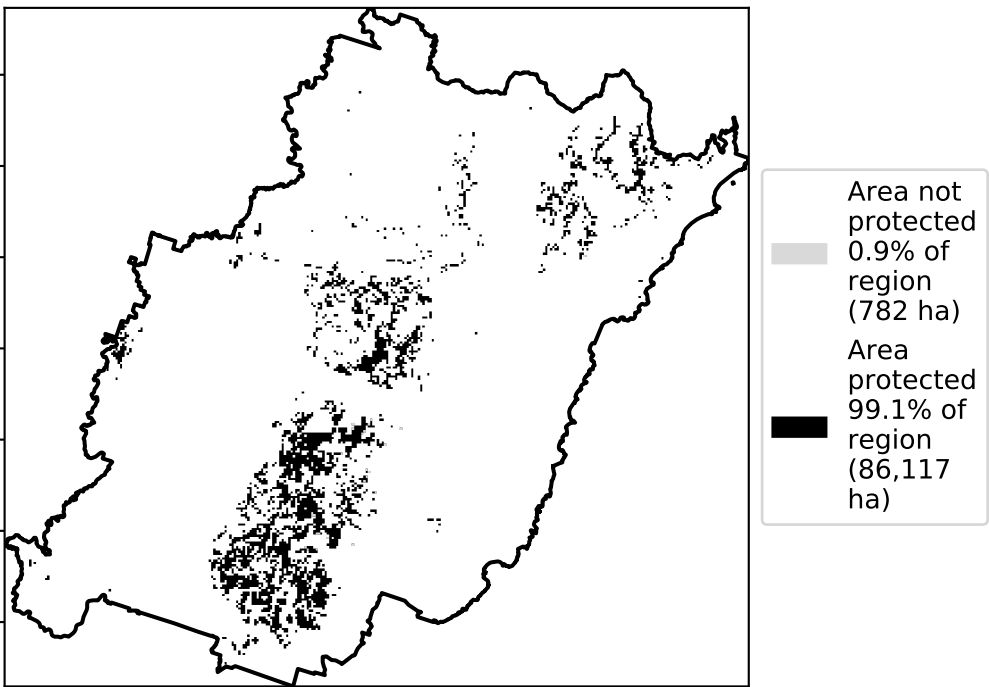 Area not
protected
0.9% of
region
(782 ha)
Area
protected
99.1% of
region
(86,117
ha)